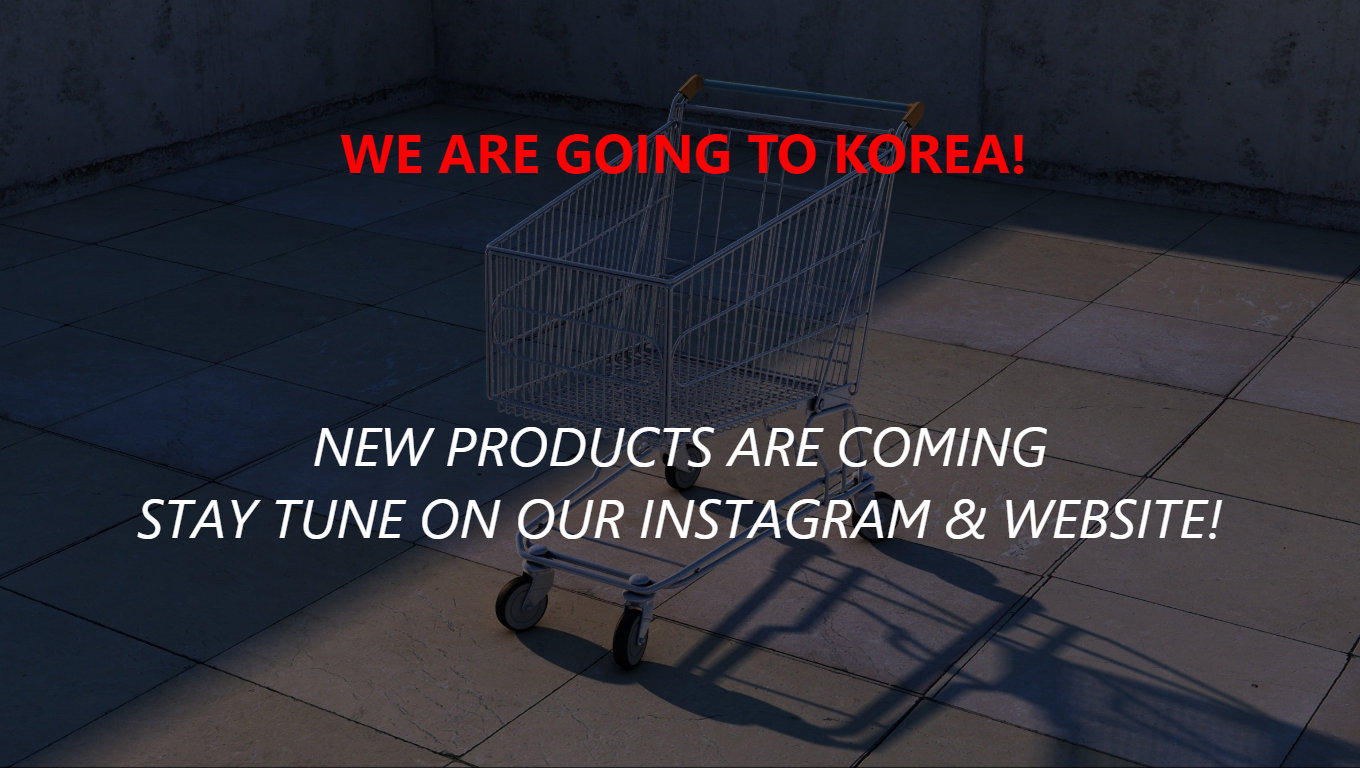 WE ARE GOING TO KOREA!
NEW PRODUCTS ARE COMING
STAY TUNE ON OUR INSTAGRAM & WEBSITE!